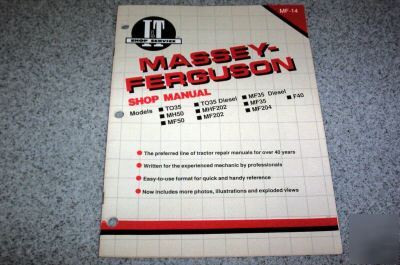 MF-14
IT
SHOP SERVICE
MASSEY-
FERGUSON
SHOP MANUAL
Models ■ TO35 ■ TO35 Diesel ■ MF35 Diesel ■ F40
■ MH50 ■ MHF202 ■ MF35
■ MF50 ■ MF202 ■ MF204
● The preferred line of tractor repair manuals for over 40 years
● Written for the experienced mechanic by professionals
● Easy-to-use format for quick and handy reference
● Now includes more photos, illustrations and exploded views